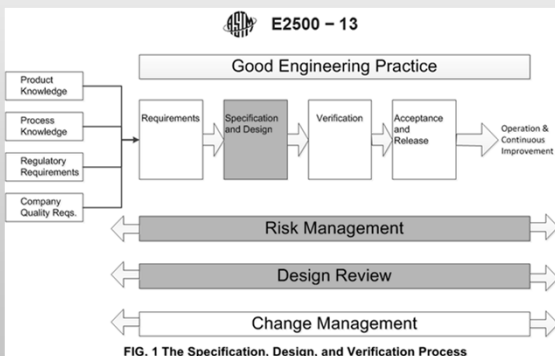 ASTM
E2500 – 13
Good Engineering Practice
Product
Knowledge
Process
Knowledge
Regulatory
Requirements
Company
Quality Reqs.
Requirements
Specification
and Design
Verification
Acceptance
and
Release
Operation &
Continuous
Improvement
Risk Management
Design Review
Change Management
FIG. 1 The Specification, Design, and Verification Process